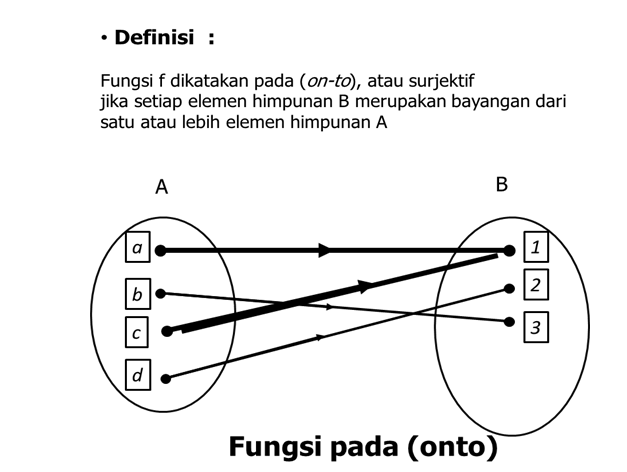 • Definisi :
Fungsi f dikatakan pada (on-to), atau surjektif
jika setiap elemen himpunan B merupakan bayangan dari
satu atau lebih elemen himpunan A
A
B
a
1
b
2
c
3
d
Fungsi pada (onto)